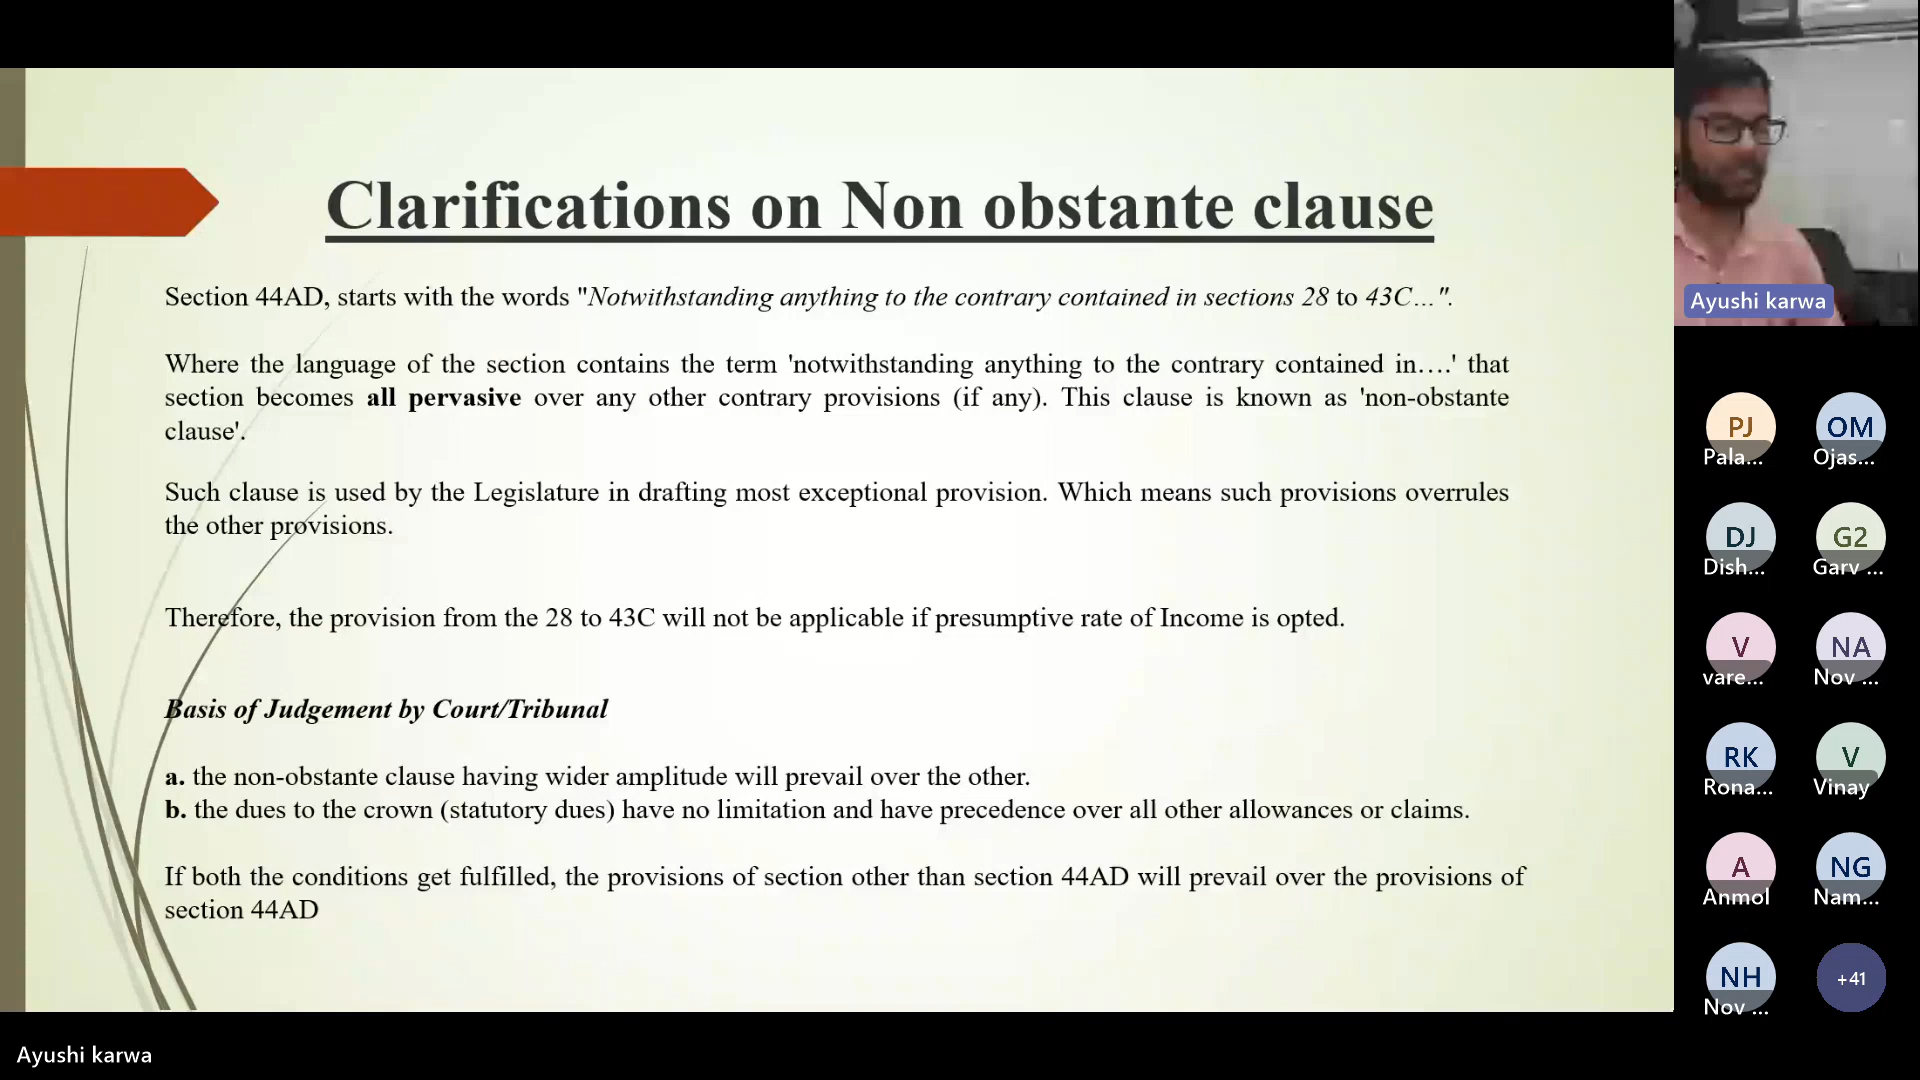 Clarifications on Non obstante clause
Section 44AD, starts with the words "Notwithstanding anything to the contrary contained in sections 28 to 43C…".
Where the language of the section contains the term 'notwithstanding anything to the contrary contained in….' that
section becomes all pervasive over any other contrary provisions (if any). This clause is known as 'non-obstante
clause'.
Such clause is used by the Legislature in drafting most exceptional provision. Which means such provisions overrules
the other provisions.
Therefore, the provision from the 28 to 43C will not be applicable if presumptive rate of Income is opted.
Basis of Judgement by Court/Tribunal
a. the non-obstante clause having wider amplitude will prevail over the other.
b. the dues to the crown (statutory dues) have no limitation and have precedence over all other allowances or claims.
If both the conditions get fulfilled, the provisions of section other than section 44AD will prevail over the provisions of
section 44AD
Ayushi karwa
PJ OM
Pala... Ojas...
DJ G2
Dish... Garv ...
V NA
vare... Nov ...
RK V
Rona... Vinay
A NG
Anmol Nam...
NH +41
Nov ...
Ayushi karwa